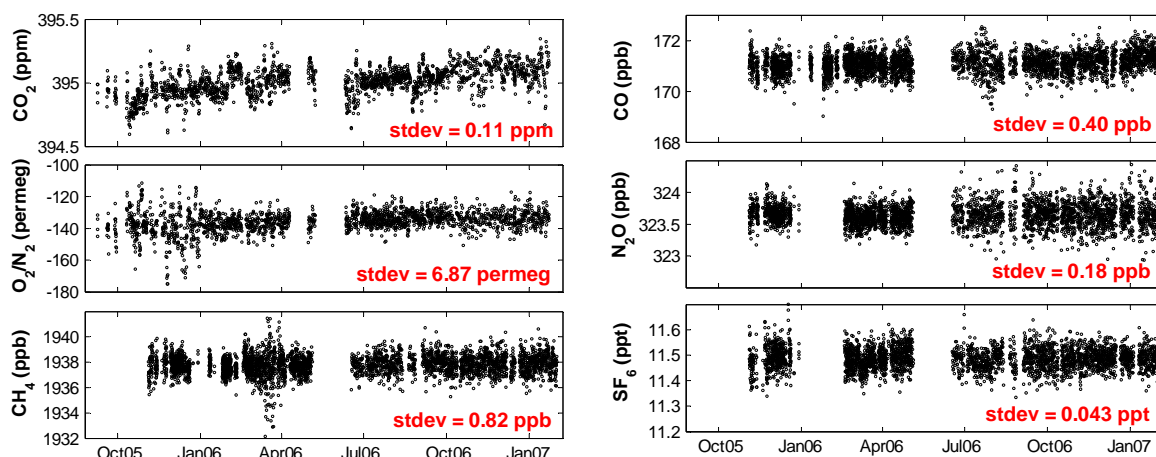 395.5
395
394.5
CO2 (ppm)
stdev = 0.11 ppm
-100
-120
-140
-160
-180
O2/N2 (permeg)
stdev = 6.87 permeg
1940
1938
1936
1934
1932
CH4 (ppb)
stdev = 0.82 ppb
Oct05 Jan06 Apr06 Jul06 Oct06 Jan07
172
170
168
CO (ppb)
stdev = 0.40 ppb
324
323.5
323
N2O (ppb)
stdev = 0.18 ppb
11.6
11.5
11.4
11.3
11.2
SF6 (ppt)
stdev = 0.043 ppt
Oct05 Jan06 Apr06 Jul06 Oct06 Jan07